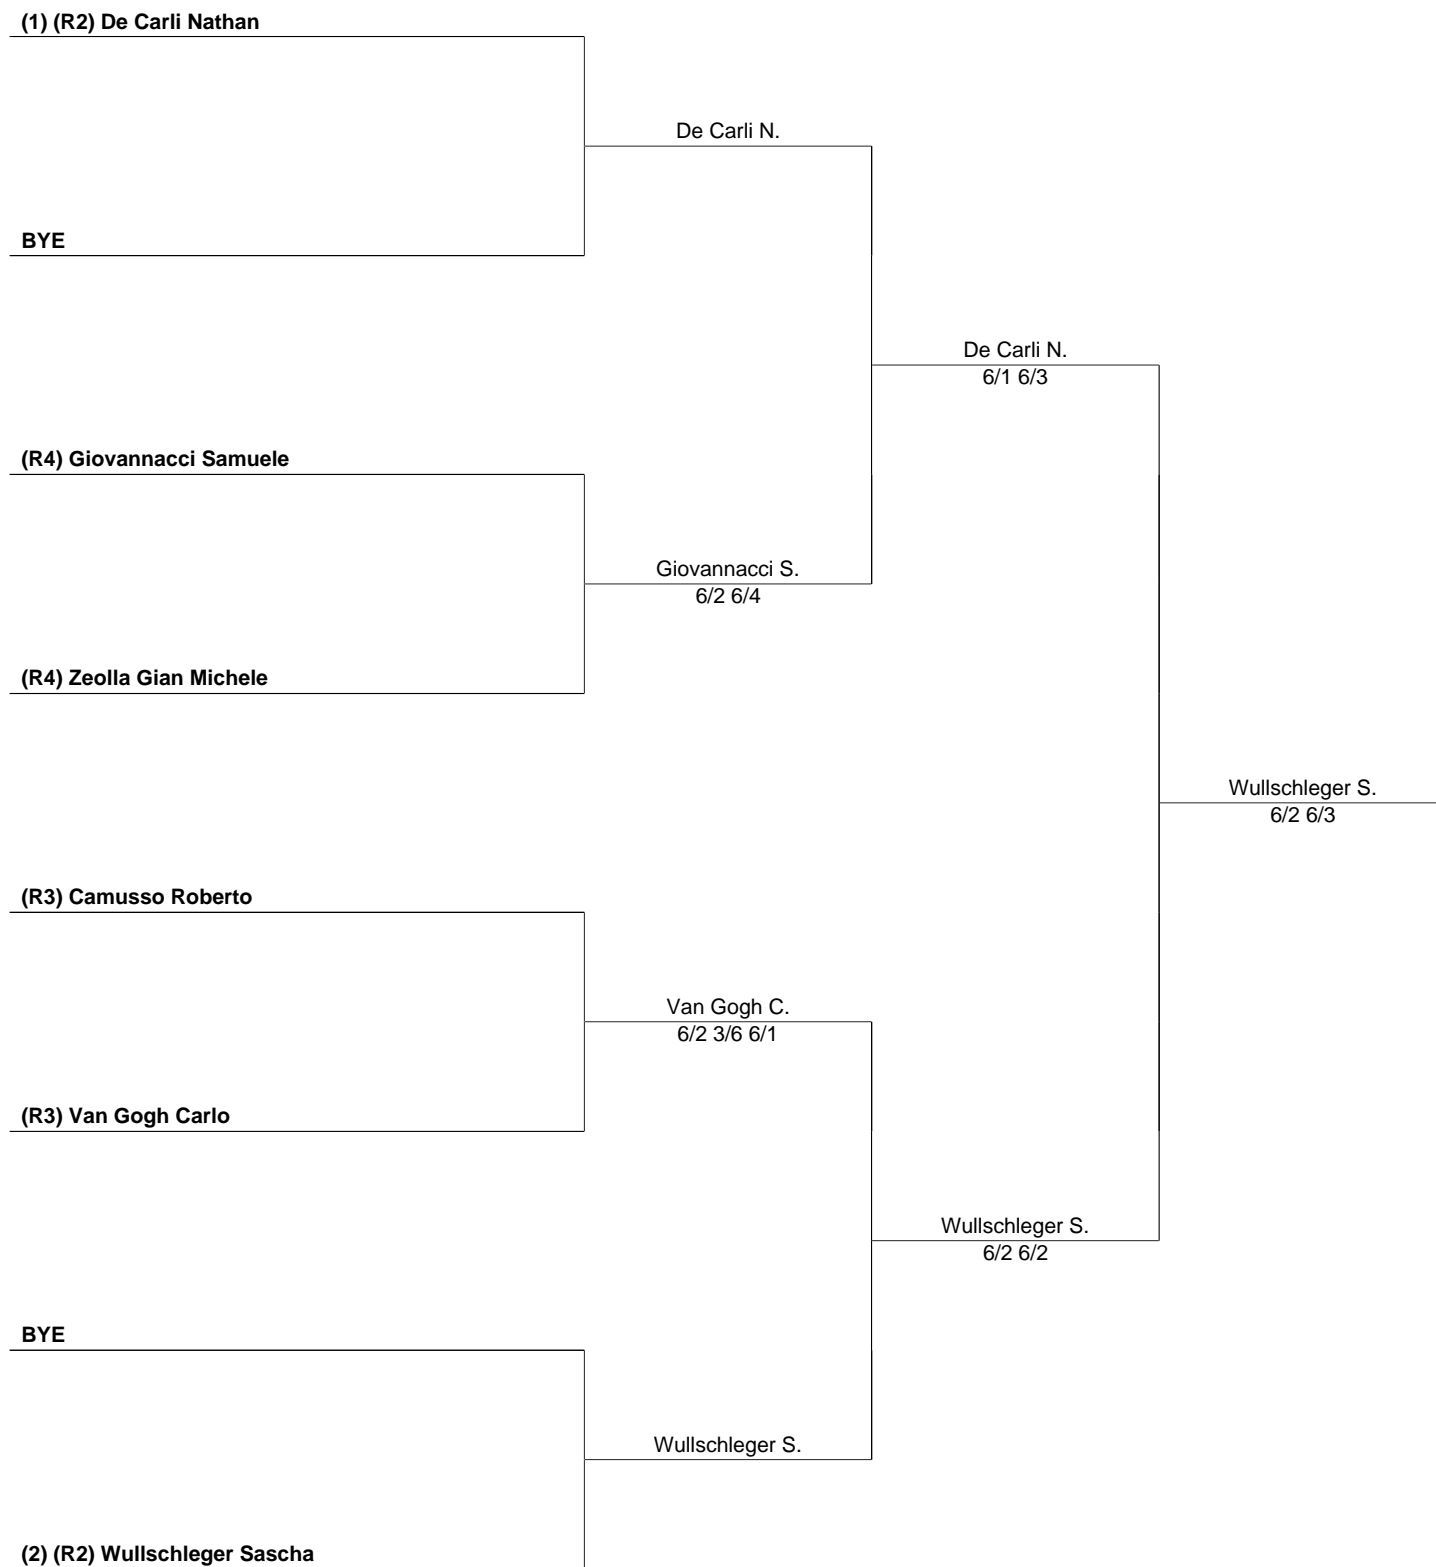 (1) (R2) De Carli Nathan
De Carli N.
BYE
De Carli N.
6/1 6/3
(R4) Giovannacci Samuele
Giovannacci S.
6/2 6/4
(R4) Zeolla Gian Michele
Wullschleger S.
6/2 6/3
(R3) Camusso Roberto
Van Gogh C.
6/2 3/6 6/1
(R3) Van Gogh Carlo
Wullschleger S.
6/2 6/2
BYE
Wullschleger S.
(2) (R2) Wullschleger Sascha